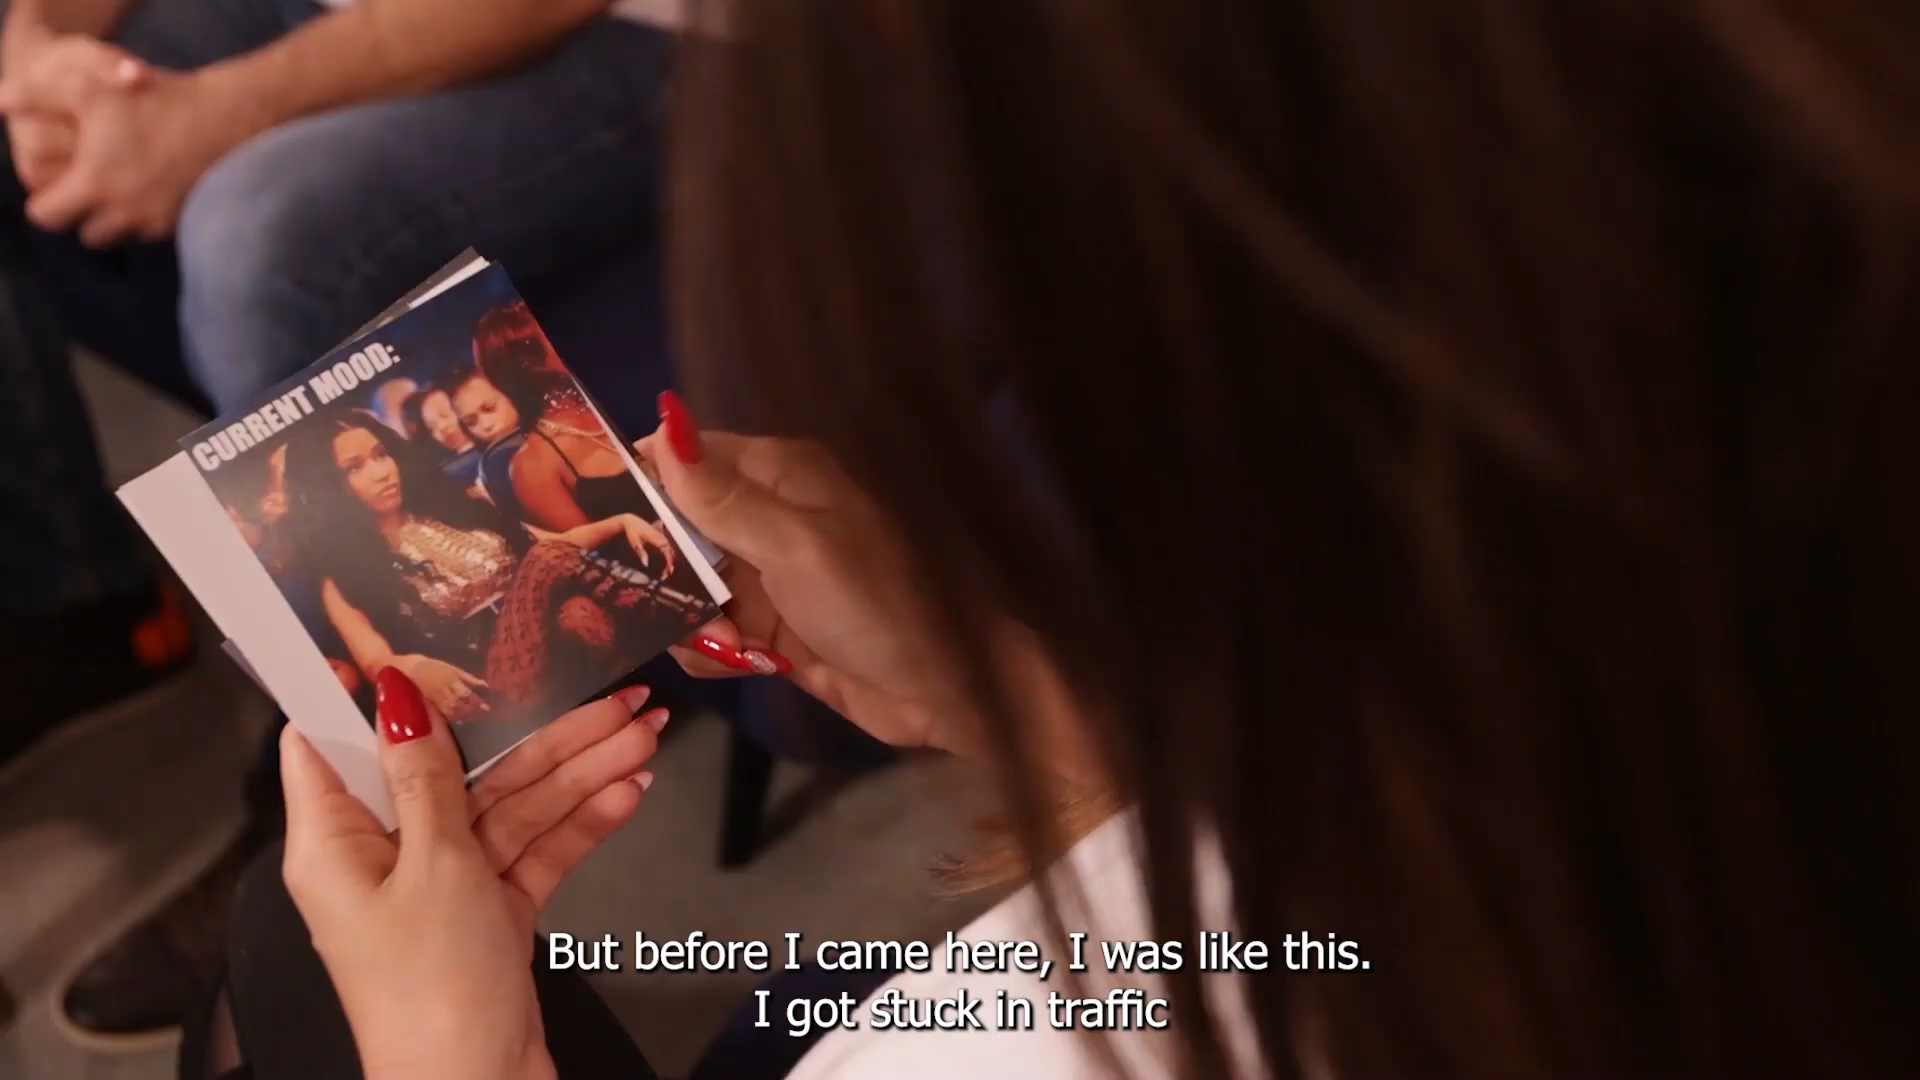 CURRENT MOOD:
But before I came here, I was like this.
I got stuck in traffic